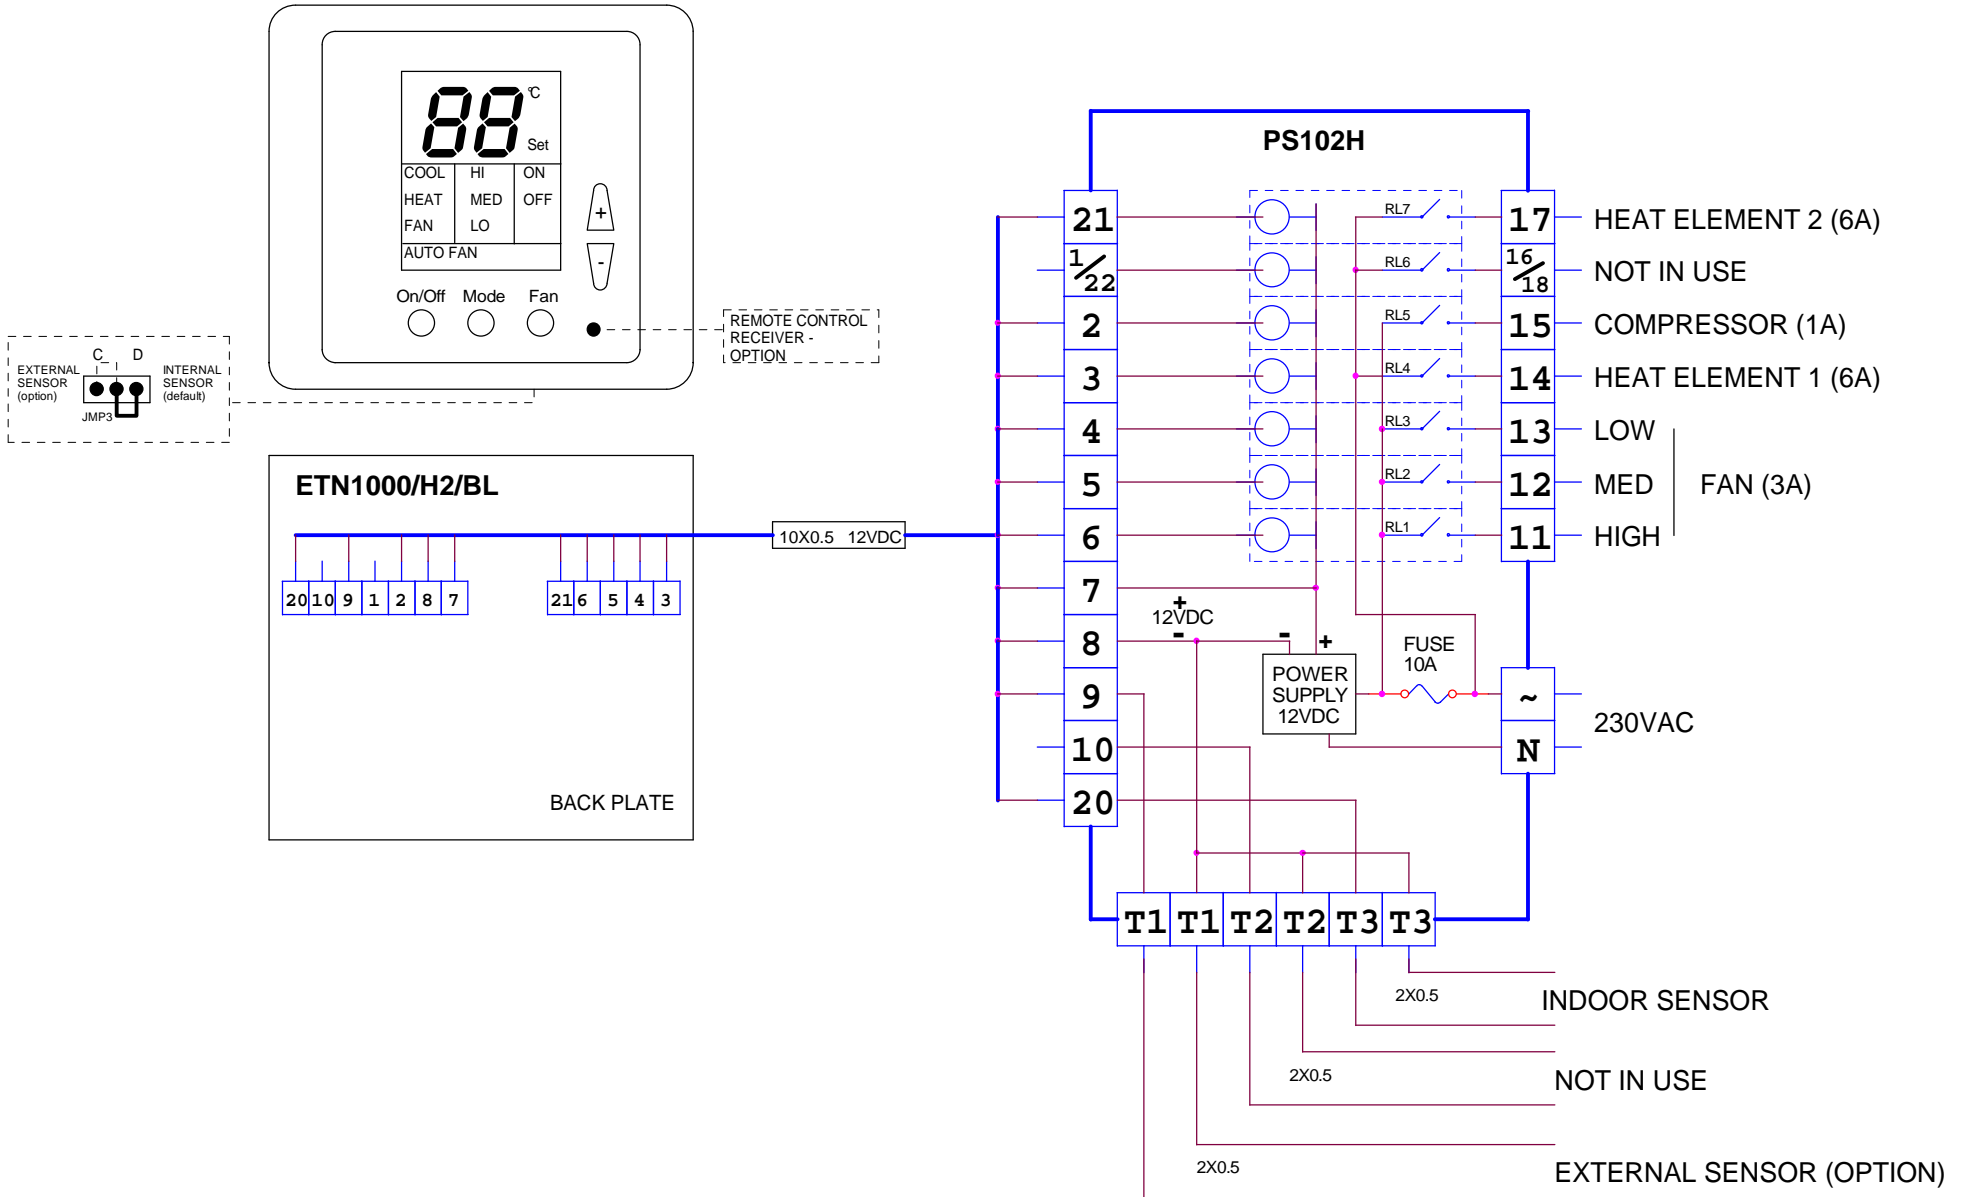 88 °C
Set
COOL HI ON
HEAT MED OFF
FAN LO
AUTO FAN
+
-
On/Off Mode Fan
REMOTE CONTROL
RECEIVER -
OPTION
C D
EXTERNAL
SENSOR
(option)
INTERNAL
SENSOR
(default)
JMP3
ETN1000/H2/BL
20 10 9 1 2 8 7
21 6 5 4 3
BACK PLATE
10X0.5 12VDC
PS102H
21 RL7 17 HEAT ELEMENT 2 (6A)
1/22 RL6 16/18 NOT IN USE
2 RL5 15 COMPRESSOR (1A)
3 RL4 14 HEAT ELEMENT 1 (6A)
4 RL3 13 LOW
5 RL2 12 MED FAN (3A)
6 RL1 11 HIGH
7
+
12VDC
-
8
- +
POWER
SUPPLY
12VDC
FUSE
10A
9
~
230VAC
10
N
20
T1 T1 T2 T2 T3 T3
2X0.5
INDOOR SENSOR
2X0.5
NOT IN USE
2X0.5
EXTERNAL SENSOR (OPTION)